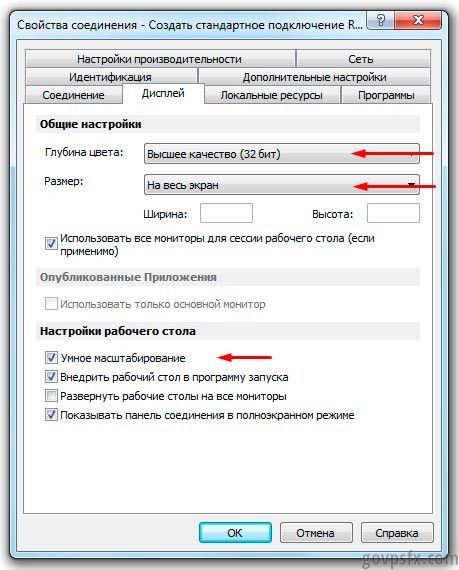 Свойства соединения - Создать стандартное подключение R...
Настройки производительности
Сеть
Идентификация
Дополнительные настройки
Соединение
Дисплей
Локальные ресурсы
Программы
Общие настройки
Глубина цвета:
Высшее качество (32 бит)
Размер:
На весь экран
Ширина:
Высота:
Использовать все мониторы для сессии рабочего стола (если
применимо)
Опубликованные Приложения
Использовать только основной монитор
Настройки рабочего стола
Умное масштабирование
Внедрить рабочий стол в программу запуска
Развернуть рабочие столы на все мониторы
Показывать панель соединения в полноэкранном режиме
OK
Отмена
Справка
govpsfx.com